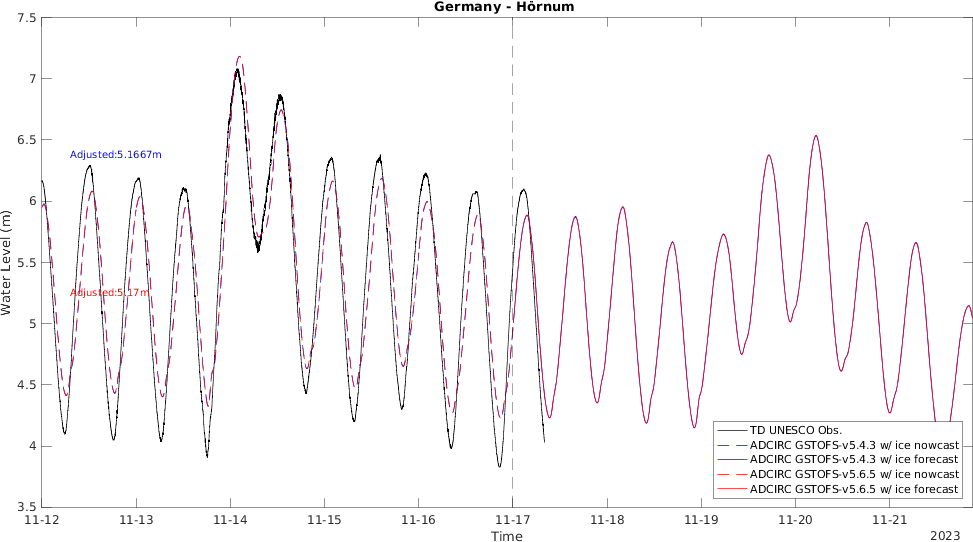 Germany - Hörnum
7.5
7
6.5
6
5.5
5
4.5
4
3.5
Water Level (m)
Adjusted:5.1667m
Adjusted:5.17m
TD UNESCO Obs.
ADCIRC GSTOFS-v5.4.3 w/ ice nowcast
ADCIRC GSTOFS-v5.4.3 w/ ice forecast
ADCIRC GSTOFS-v5.6.5 w/ ice nowcast
ADCIRC GSTOFS-v5.6.5 w/ ice forecast
11-12 11-13 11-14 11-15 11-16 11-17 11-18 11-19 11-20 11-21
Time
2023